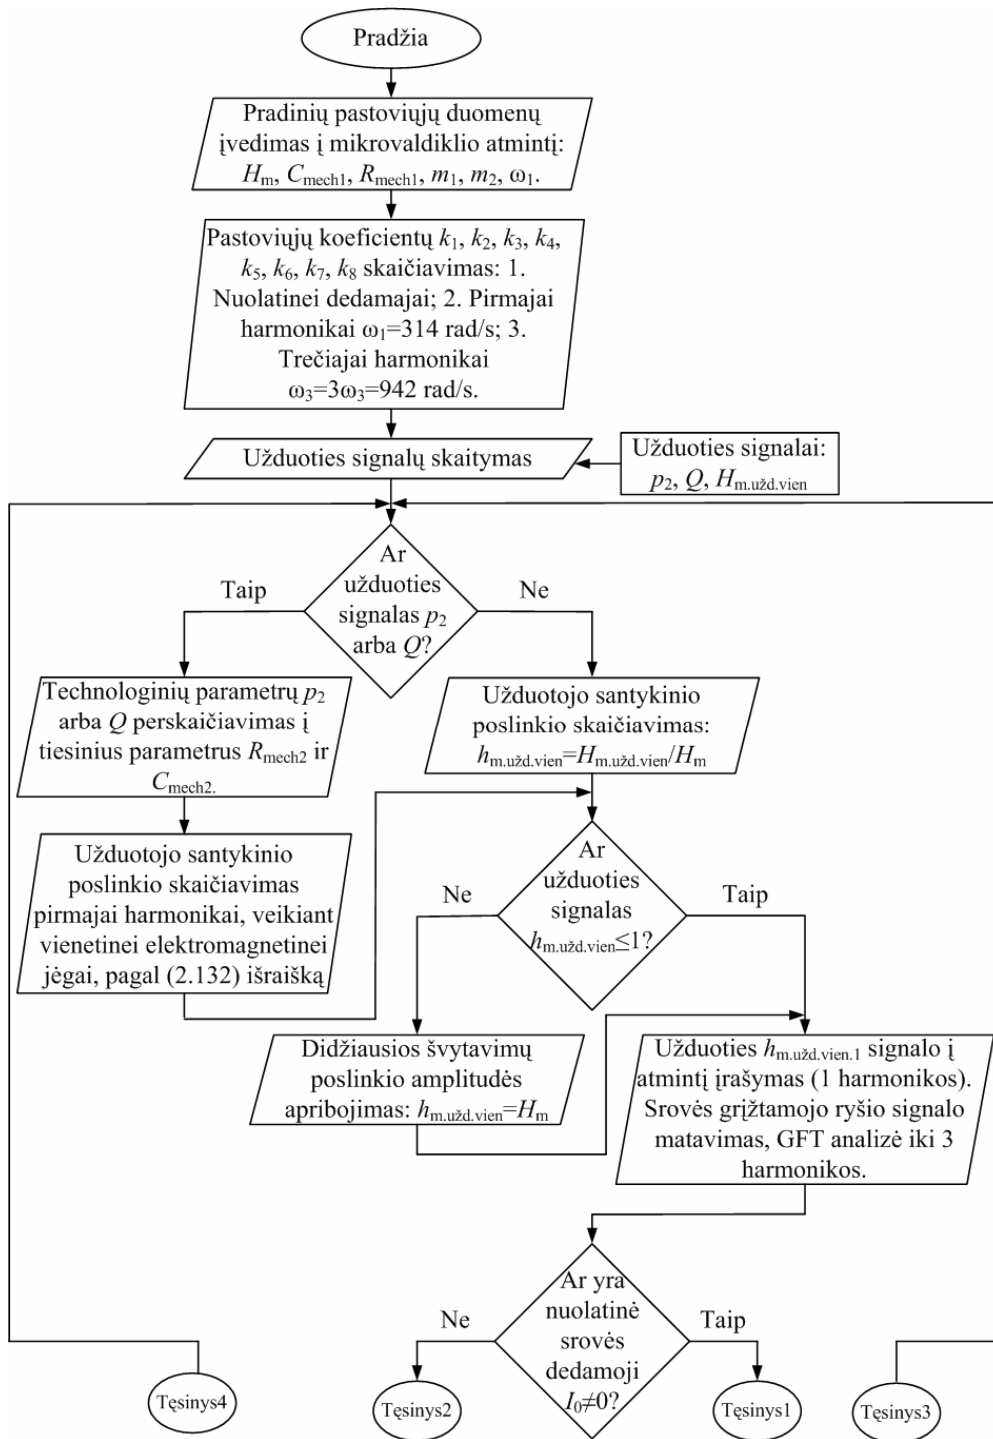 Pradžia
Pradinių pastoviųjų duomenų
įvedimas į mikrovaldiklio atmintį:
Hm, Cmech1, Rmech1, m1, m2, ω1.
Pastoviųjų koeficientų k1, k2, k3, k4,
k5, k6, k7, k8 skaičiavimas: 1.
Nuolatinei dedamajai; 2. Pirmajai
harmonikai ω1=314 rad/s; 3.
Trečiajai harmonikai
ω3=3ω3=942 rad/s.
Užduoties signalų skaitymas
Užduoties signalai:
p2, Q, Hm.užd.vien
Ar
užduoties
signalas p2
arba Q?
Taip
Ne
Technologinių parametrų p2
arba Q perskaičiavimas į
tiesinius parametrus Rmech2 ir
Cmech2.
Užduotojo santykinio
poslinkio skaičiavimas:
hm.užd.vien=Hm.užd.vien/Hm
Užduotojo santykinio
poslinkio skaičiavimas
pirmajai harmonikai, veikiant
vienetinei elektromagnetinei
jėgai, pagal (2.132) išraišką
Ar
užduoties
signalas
hm.užd.vien≤1?
Ne
Taip
Didžiausios švytavimų
poslinkio amplitudės
apribojimas: hm.užd.vien=Hm
Užduoties hm.užd.vien.1 signalo į
atmintį įrašymas (1 harmonikos).
Srovės grįžtamojo ryšio signalo
matavimas, GFT analizė iki 3
harmonikos.
Ar yra
nuolatinė
srovės
dedamoji
I0≠0?
Ne
Taip
Tęsinys4
Tęsinys2
Tęsinys1
Tęsinys3